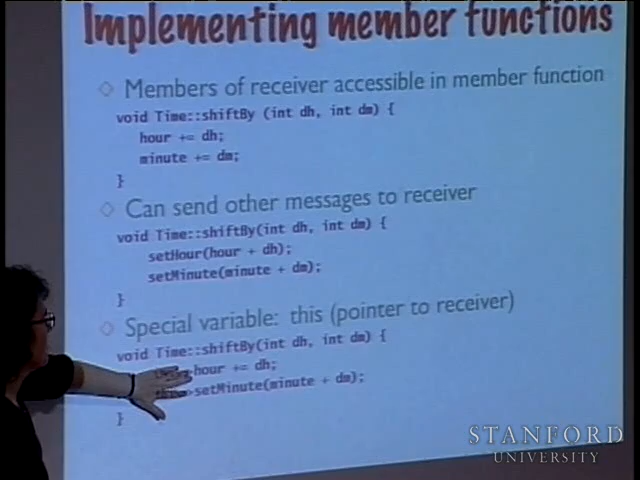 Implementing member functions
Members of receiver accessible in member function
void Time::shiftBy (int dh, int dm) {
hour += dh;
minute += dm;
}
Can send other messages to receiver
void Time::shiftBy(int dh, int dm) {
setHour(hour + dh);
setMinute(minute + dm);
}
Special variable: this (pointer to receiver)
void Time::shiftBy(int dh, int dm) {
hour += dh;
setMinute(minute + dm);
}
STANFORD
UNIVERSITY